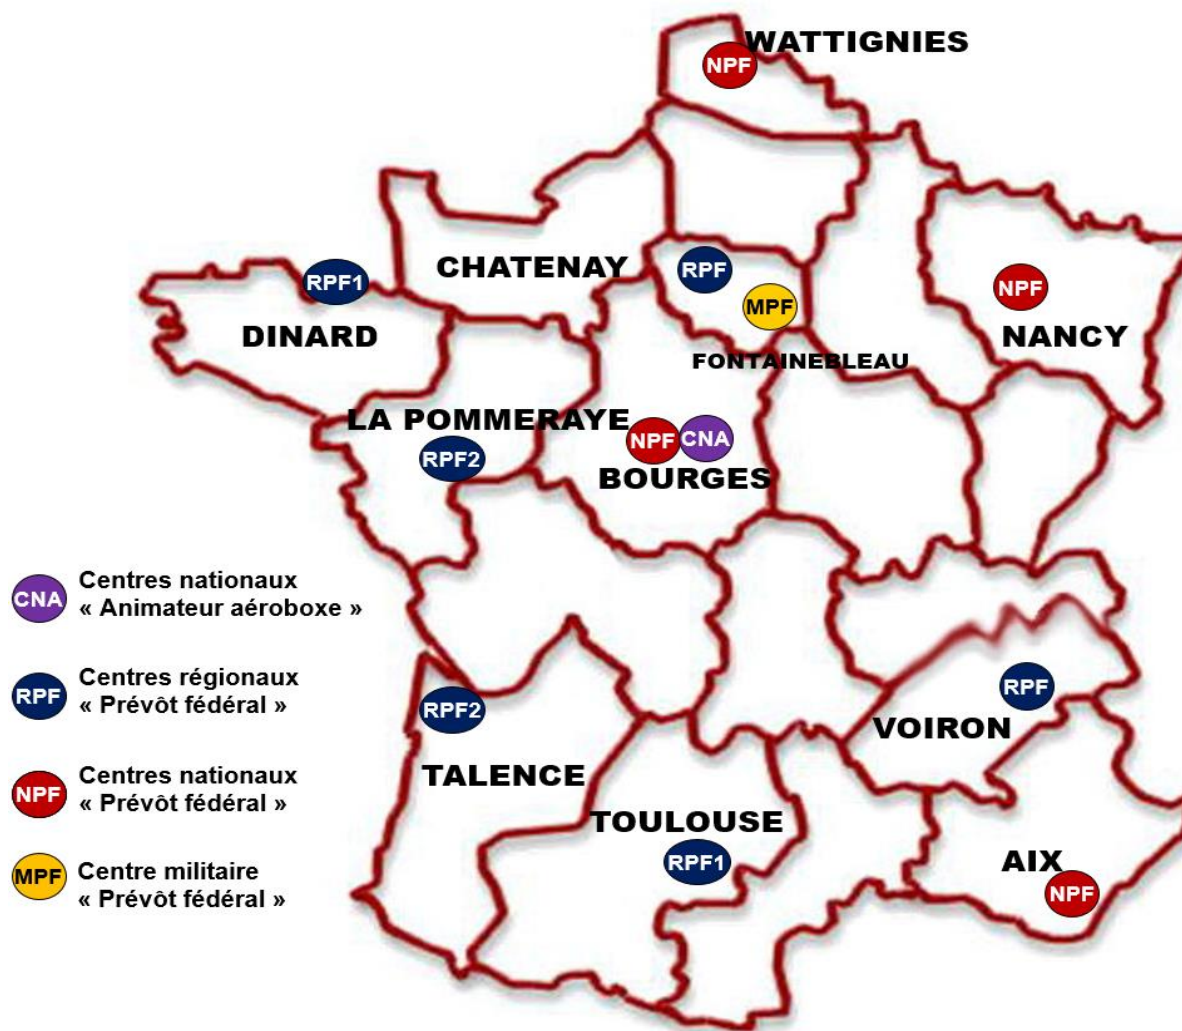 WATTIGNIES
NPF
CHATENAY
RPF
RPF1
MPF
NPF
DINARD
NANCY
FONTAINEBLEAU
LA POMMERAYE
NPF
CNA
RPF2
BOURGES
CNA
Centres nationaux
« Animateur aéroboxe »
RPF
Centres régionaux
« Prévôt fédéral »
RPF
RPF2
VOIRON
TALENCE
NPF
Centres nationaux
« Prévôt fédéral »
TOULOUSE
RPF1
AIX
NPF
MPF
Centre militaire
« Prévôt fédéral »